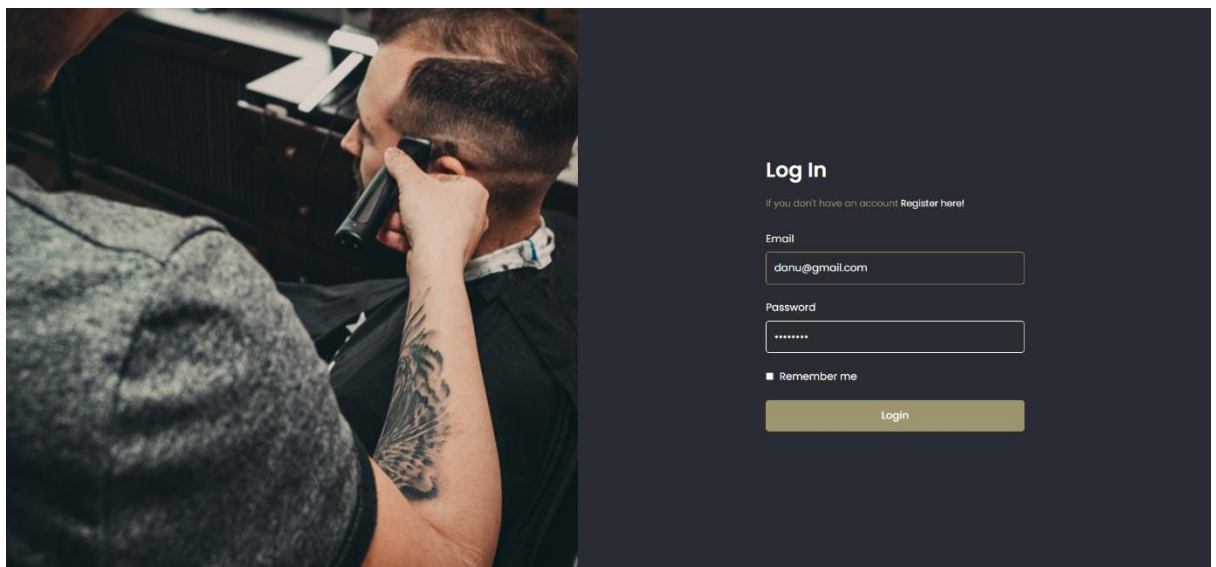 Log In
If you don't have an account Register here!
Email
danu@gmail.com
Password
••••••••
Remember me
Login